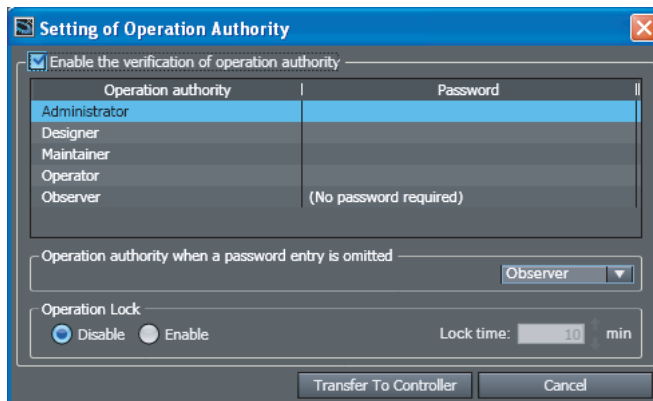 Setting of Operation Authority
Enable the verification of operation authority
Operation authority Password
Administrator
Designer
Maintainer
Operator
Observer (No password required)
Operation authority when a password entry is omitted
Observer
Operation Lock
Disable Enable Lock time: 10 min
Transfer To Controller Cancel